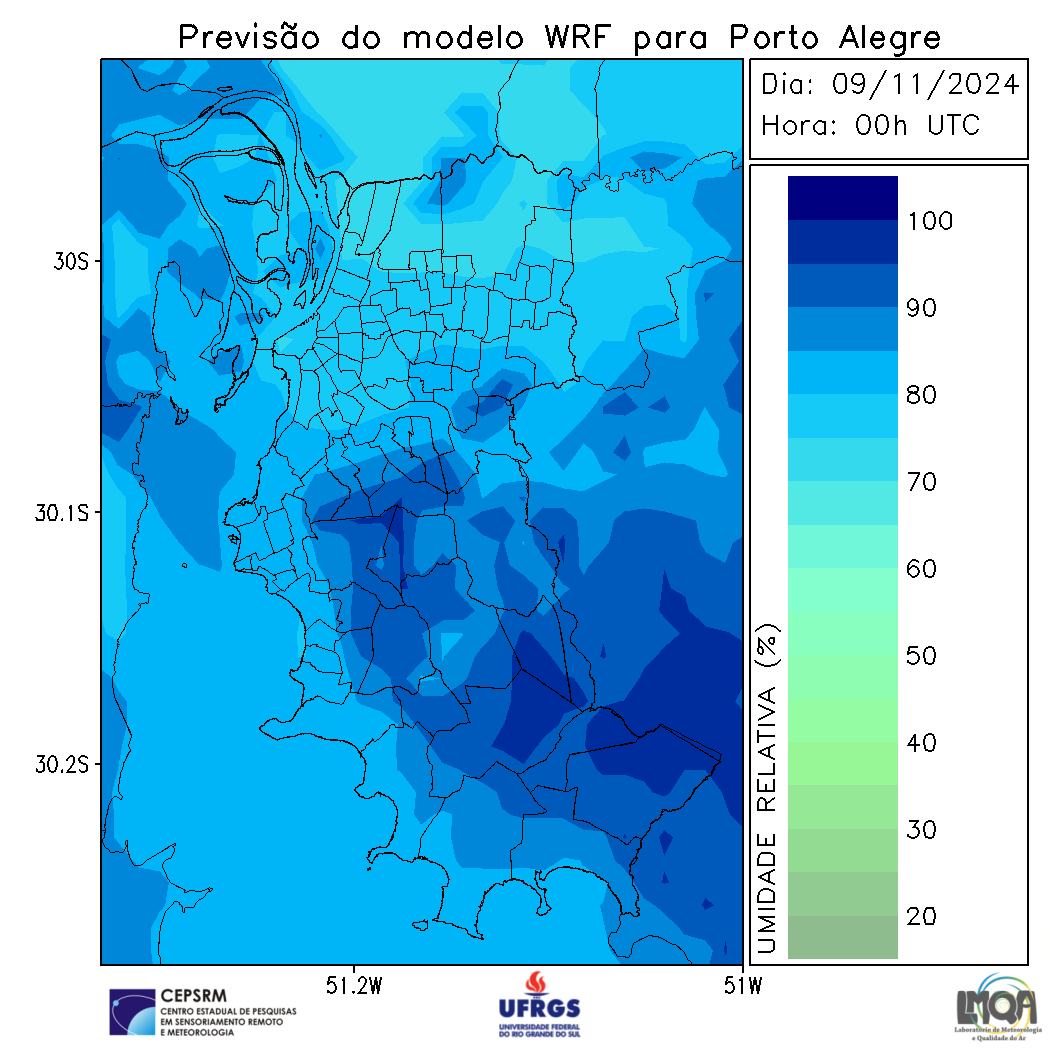 Previsão do modelo WRF para Porto Alegre
Dia: 09/11/2024
Hora: 00h UTC
30S
30.1S
30.2S
51.2W
51W
UMIDADE RELATIVA (%)
100
90
80
70
60
50
40
30
20
CEPSRM
CENTRO ESTADUAL DE PESQUISAS
EM SENSORIAMENTO REMOTO
E METEOROLOGIA
UFRGS
UNIVERSIDADE FEDERAL
DO RIO GRANDE DO SUL
LMQA
Laboratório de Meteorologia
e Qualidade do Ar